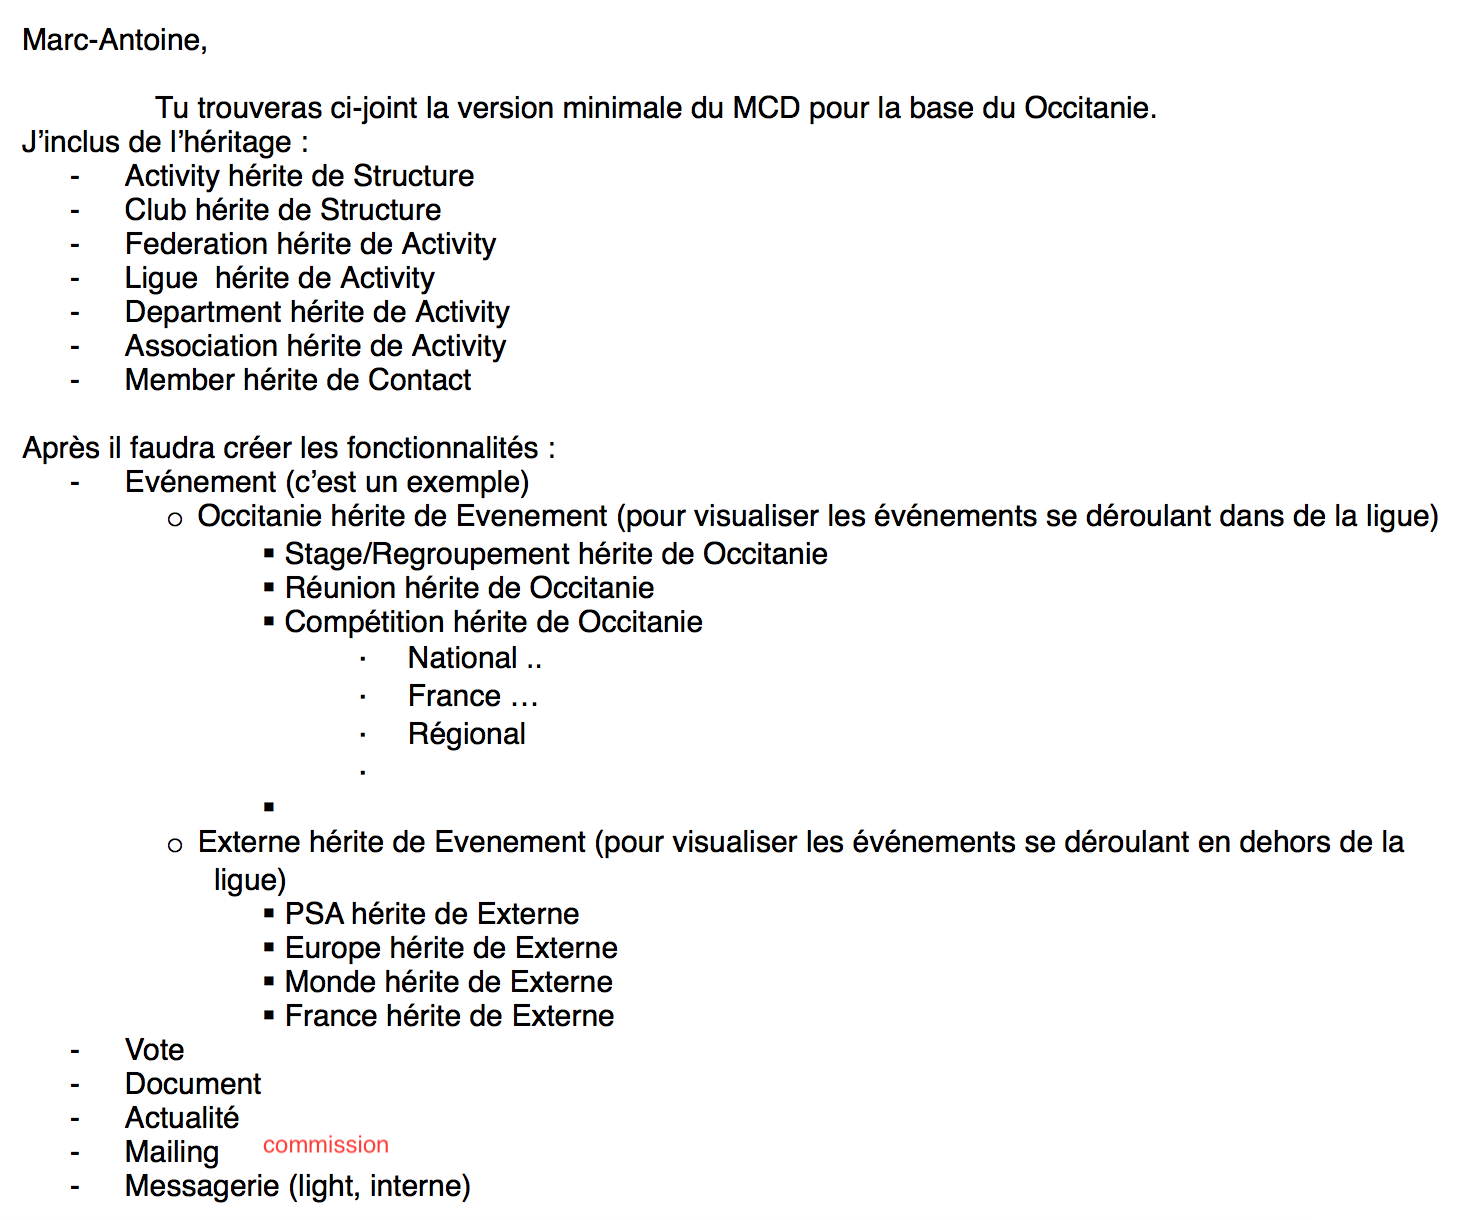 Marc-Antoine,
Tu trouveras ci-joint la version minimale du MCD pour la base du Occitanie.
J’inclus de l’héritage :
- Activity hérite de Structure
- Club hérite de Structure
- Federation hérite de Activity
- Ligue  hérite de Activity
- Department hérite de Activity
- Association hérite de Activity
- Member hérite de Contact
Après il faudra créer les fonctionnalités :
- Evénement (c’est un exemple)
o Occitanie hérite de Evenement (pour visualiser les événements se déroulant dans de la ligue)
▪ Stage/Regroupement hérite de Occitanie
▪ Réunion hérite de Occitanie
▪ Compétition hérite de Occitanie
· National ..
· France …
· Régional
·
▪
o Externe hérite de Evenement (pour visualiser les événements se déroulant en dehors de la
ligue)
▪ PSA hérite de Externe
▪ Europe hérite de Externe
▪ Monde hérite de Externe
▪ France hérite de Externe
- Vote
- Document
- Actualité
- Mailing commission
- Messagerie (light, interne)